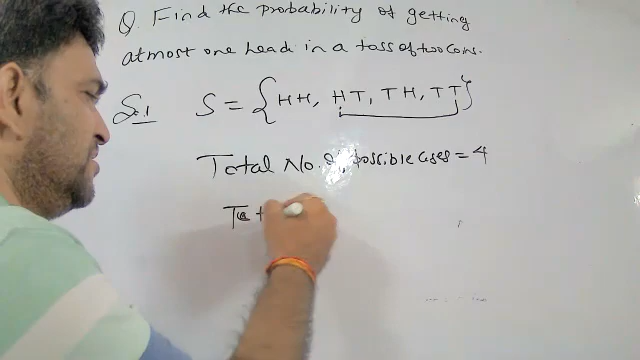 Q. Find the probability of getting
atmost one head in a toss of two coins.
Sol S = {HH, HT, TH, TT}
Total No. of possible cases = 4
Tot